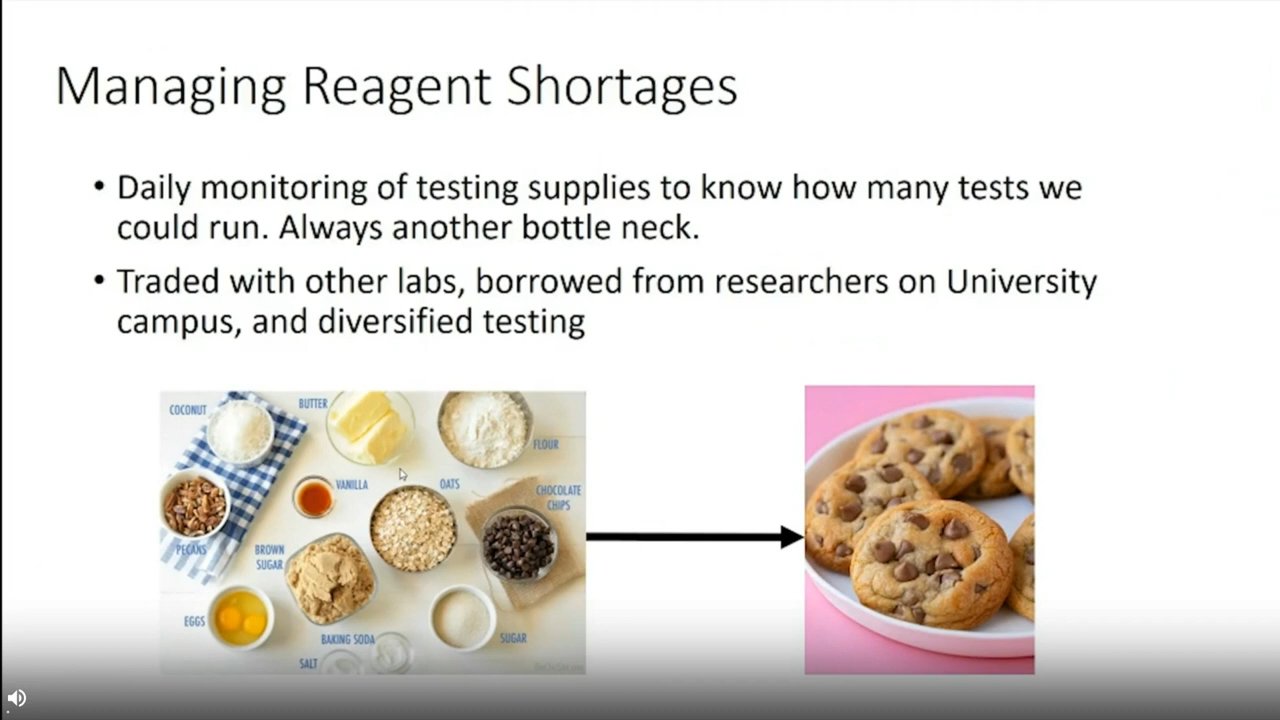 Managing Reagent Shortages
• Daily monitoring of testing supplies to know how many tests we
could run. Always another bottle neck.
• Traded with other labs, borrowed from researchers on University
campus, and diversified testing
COCONUT
BUTTER
FLOUR
VANILLA
OATS
CHOCOLATE
CHIPS
PECANS
BROWN
SUGAR
EGGS
BAKING SODA
SUGAR
SALT